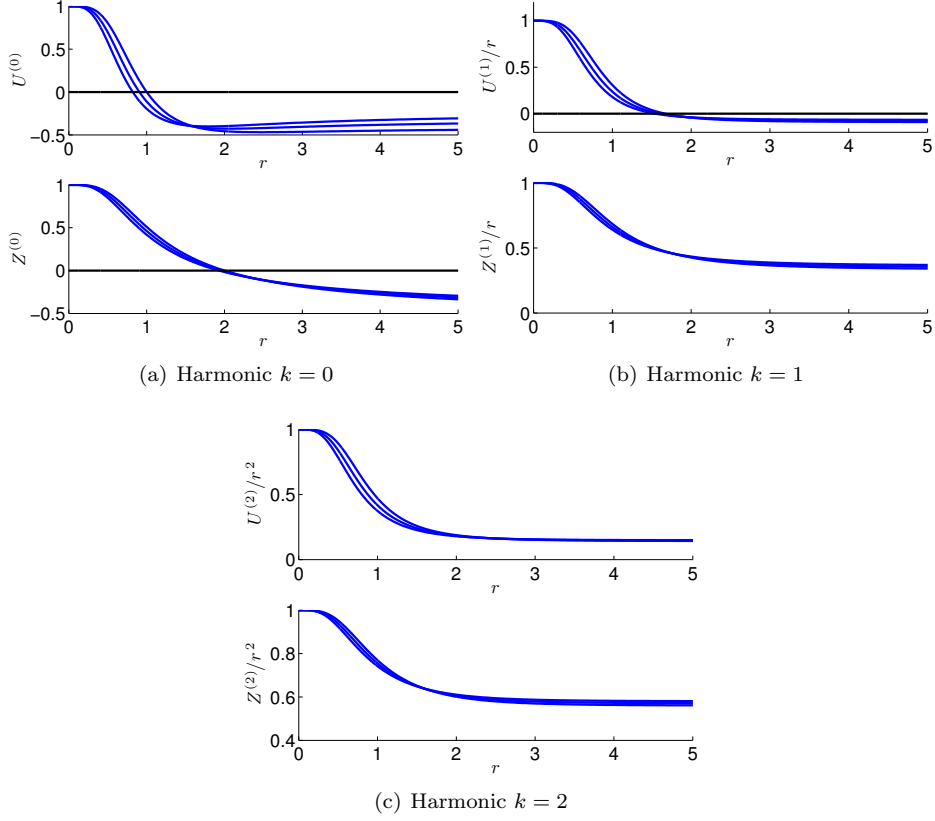 1
0.5
0
−0.5
U^(0)
0 1 2 3 4 5
r
1
0.5
0
−0.5
Z^(0)
0 1 2 3 4 5
r
(a) Harmonic k = 0
1
0.5
0
U^(1)/r
0 1 2 3 4 5
r
1
0.5
0
Z^(1)/r
0 1 2 3 4 5
r
(b) Harmonic k = 1
1
0.5
0
U^(2)/r^2
0 1 2 3 4 5
r
1
0.8
0.6
0.4
Z^(2)/r^2
0 1 2 3 4 5
r
(c) Harmonic k = 2